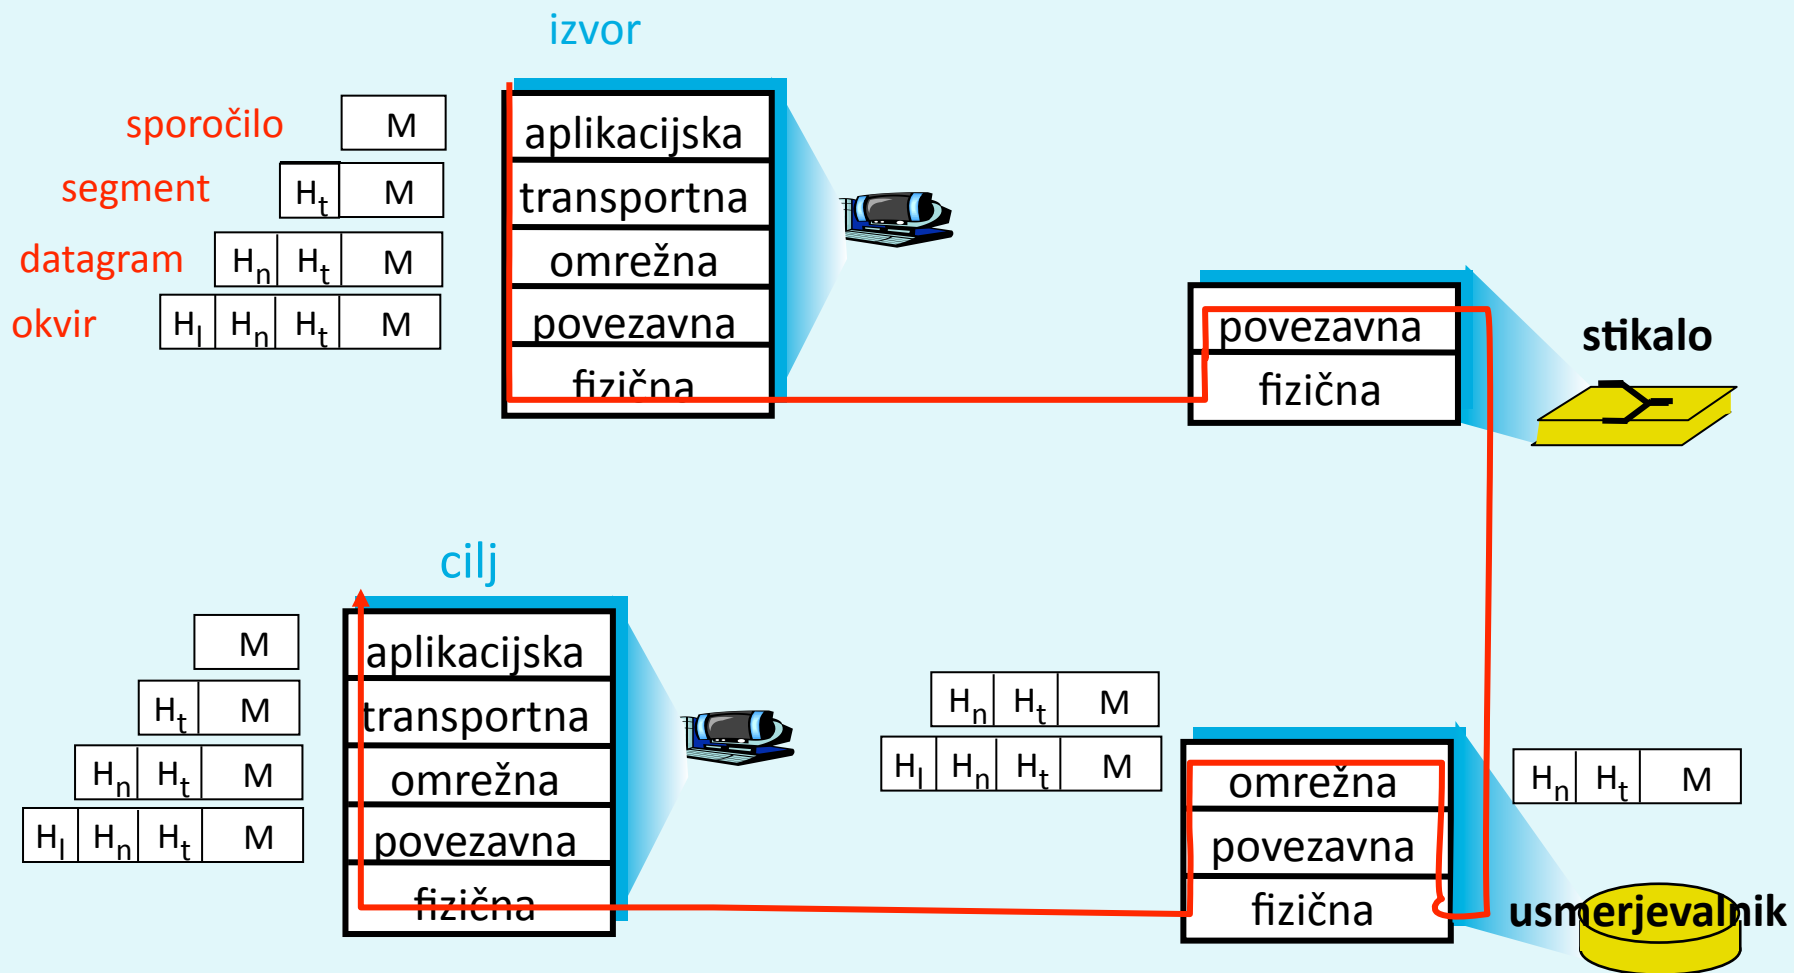 izvor
sporočilo M
segment Ht M
datagram Hn Ht M
okvir Hl Hn Ht M
aplikacijska
transportna
omrežna
povezavna
fizična
povezavna
fizična
stikalo
cilj
M
Ht M
Hn Ht M
Hl Hn Ht M
aplikacijska
transportna
omrežna
povezavna
fizična
Hn Ht M
Hl Hn Ht M
omrežna
povezavna
fizična
Hn Ht M
usmerjevalnik